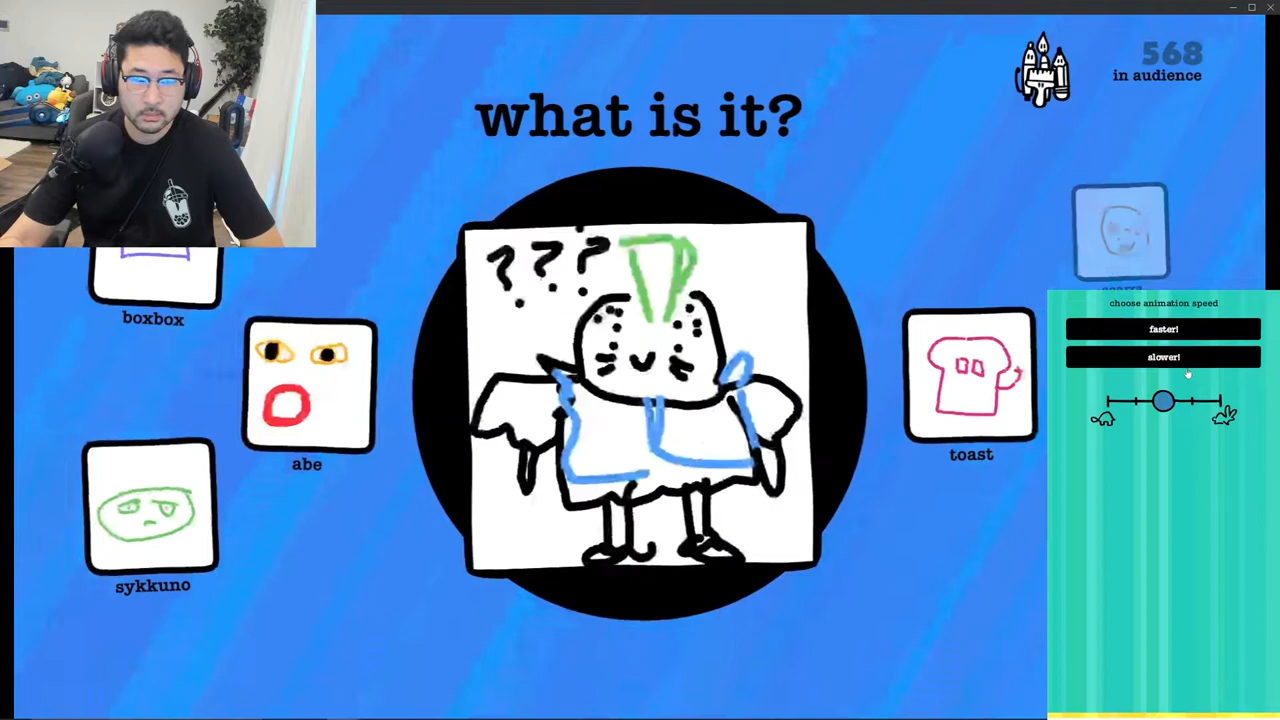 568
in audience
what is it?
???
boxbox
abe
toast
sykkuno
choose animation speed
faster!
slower!